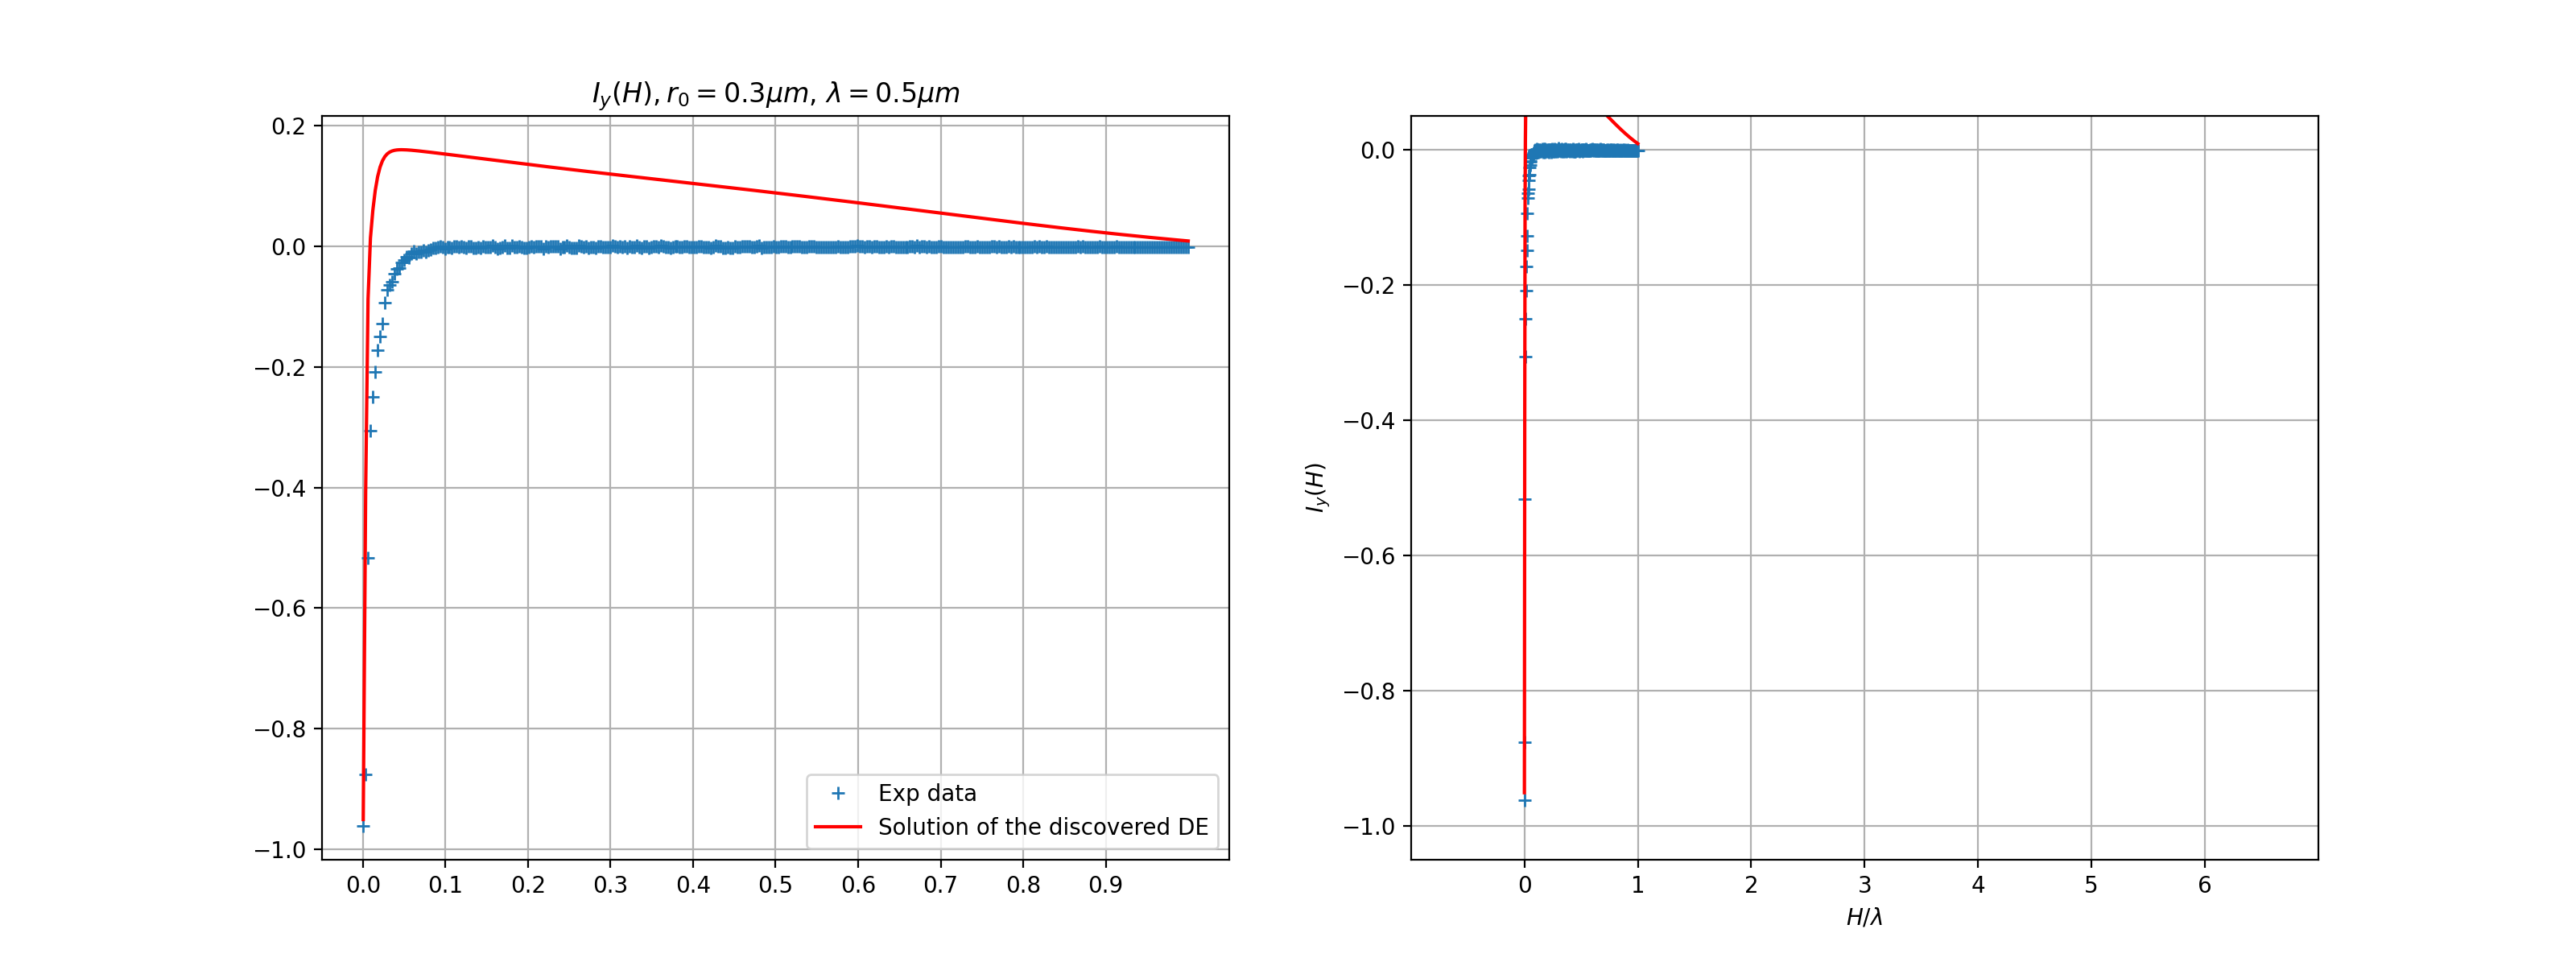 I_y(H), r_0 = 0.3μm, λ = 0.5μm
0.2
0.0
−0.2
−0.4
−0.6
−0.8
−1.0
0.0 0.1 0.2 0.3 0.4 0.5 0.6 0.7 0.8 0.9
Exp data
Solution of the discovered DE
I_y(H)
0.0
−0.2
−0.4
−0.6
−0.8
−1.0
0 1 2 3 4 5 6
H/λ